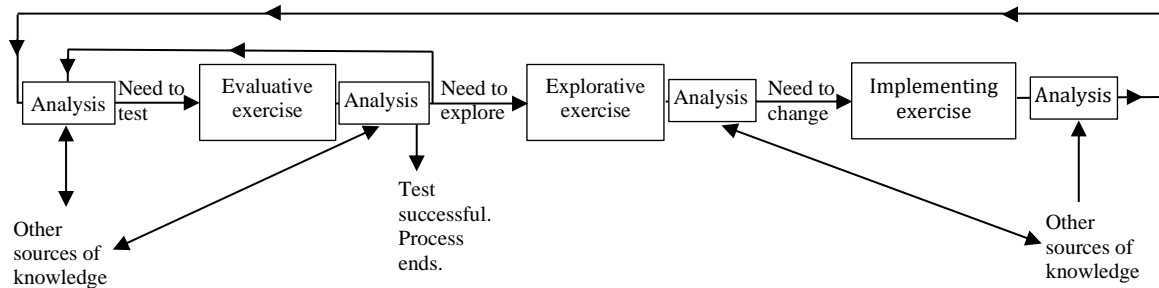 Analysis
Need to
test
Evaluative
exercise
Analysis
Need to
explore
Explorative
exercise
Analysis
Need to
change
Implementing
exercise
Analysis
Other
sources of
knowledge
Test
successful.
Process
ends.
Other
sources of
knowledge